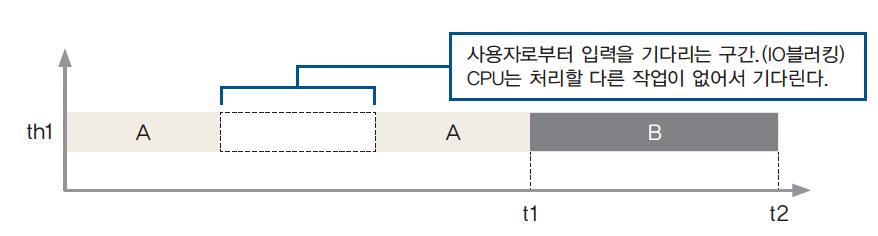 사용자로부터 입력을 기다리는 구간.(IO블러킹)
CPU는 처리할 다른 작업이 없어서 기다린다.
th1
A
A
B
t1
t2